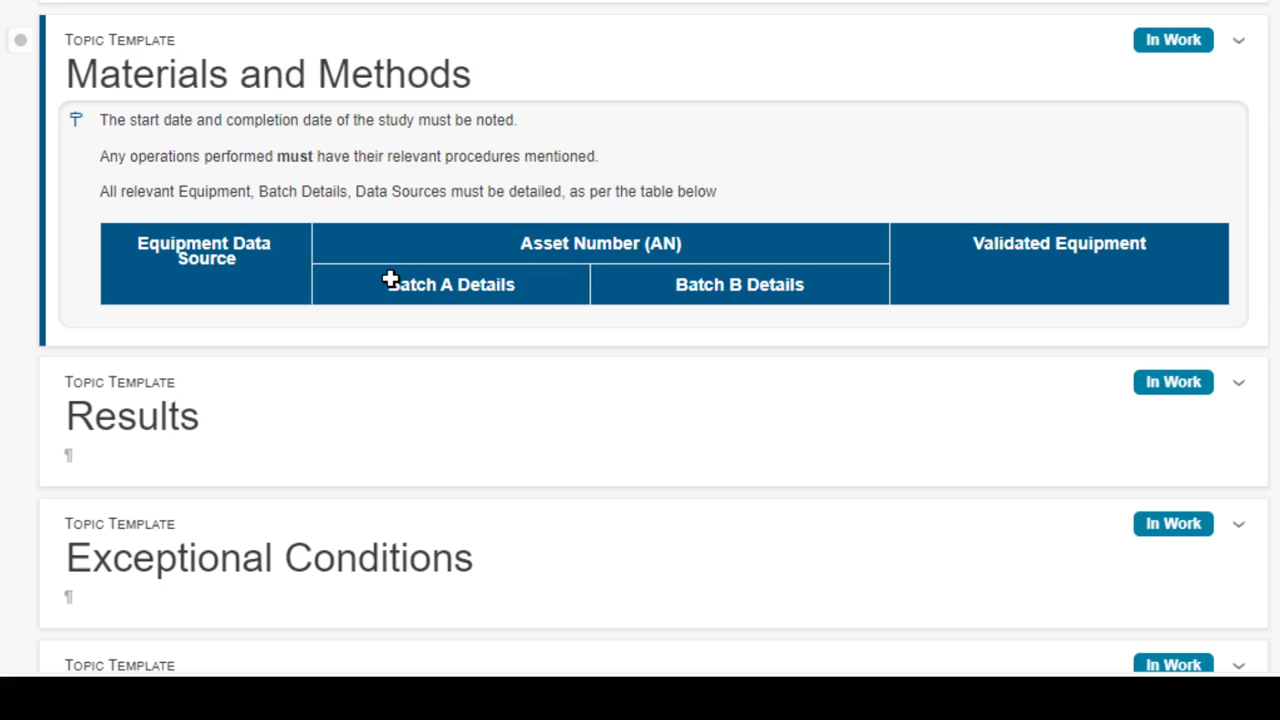 TOPIC TEMPLATE
In Work
Materials and Methods
The start date and completion date of the study must be noted.
Any operations performed must have their relevant procedures mentioned.
All relevant Equipment, Batch Details, Data Sources must be detailed, as per the table below
Equipment Data
Source
Asset Number (AN)
Validated Equipment
Batch A Details
Batch B Details
TOPIC TEMPLATE
In Work
Results
¶
TOPIC TEMPLATE
In Work
Exceptional Conditions
¶
TOPIC TEMPLATE
In Work